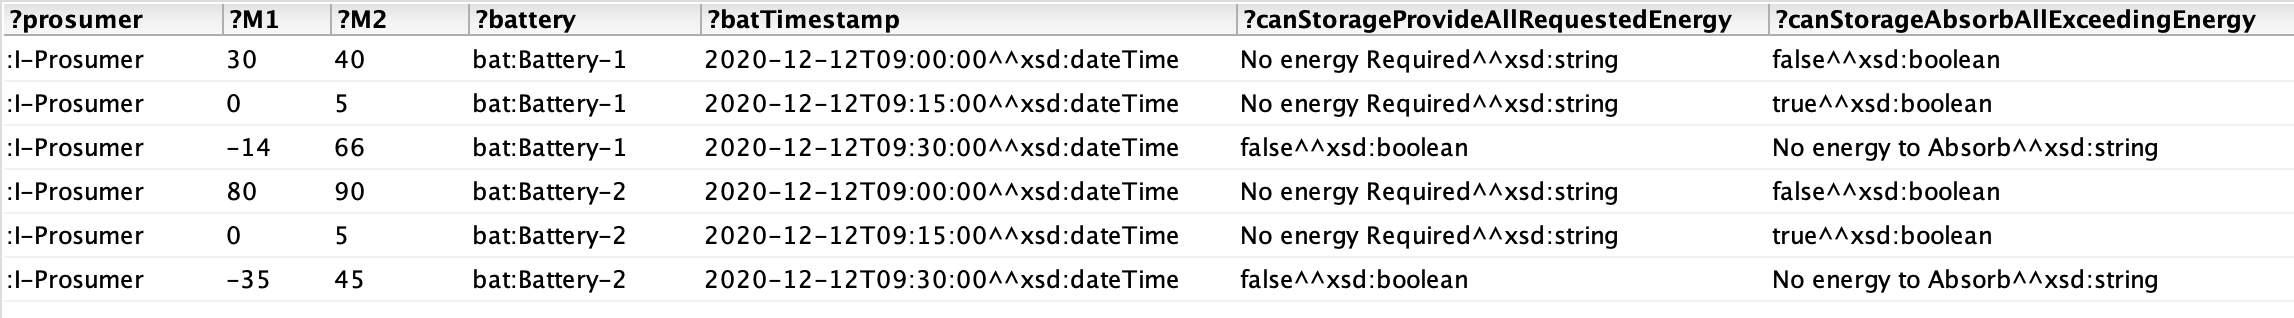 ?prosumer ?M1 ?M2 ?battery ?batTimestamp ?canStorageProvideAllRequestedEnergy ?canStorageAbsorbAllExceedingEnergy
:I-Prosumer 30 40 bat:Battery-1 2020-12-12T09:00:00^^xsd:dateTime No energy Required^^xsd:string false^^xsd:boolean
:I-Prosumer 0 5 bat:Battery-1 2020-12-12T09:15:00^^xsd:dateTime No energy Required^^xsd:string true^^xsd:boolean
:I-Prosumer -14 66 bat:Battery-1 2020-12-12T09:30:00^^xsd:dateTime false^^xsd:boolean No energy to Absorb^^xsd:string
:I-Prosumer 80 90 bat:Battery-2 2020-12-12T09:00:00^^xsd:dateTime No energy Required^^xsd:string false^^xsd:boolean
:I-Prosumer 0 5 bat:Battery-2 2020-12-12T09:15:00^^xsd:dateTime No energy Required^^xsd:string true^^xsd:boolean
:I-Prosumer -35 45 bat:Battery-2 2020-12-12T09:30:00^^xsd:dateTime false^^xsd:boolean No energy to Absorb^^xsd:string